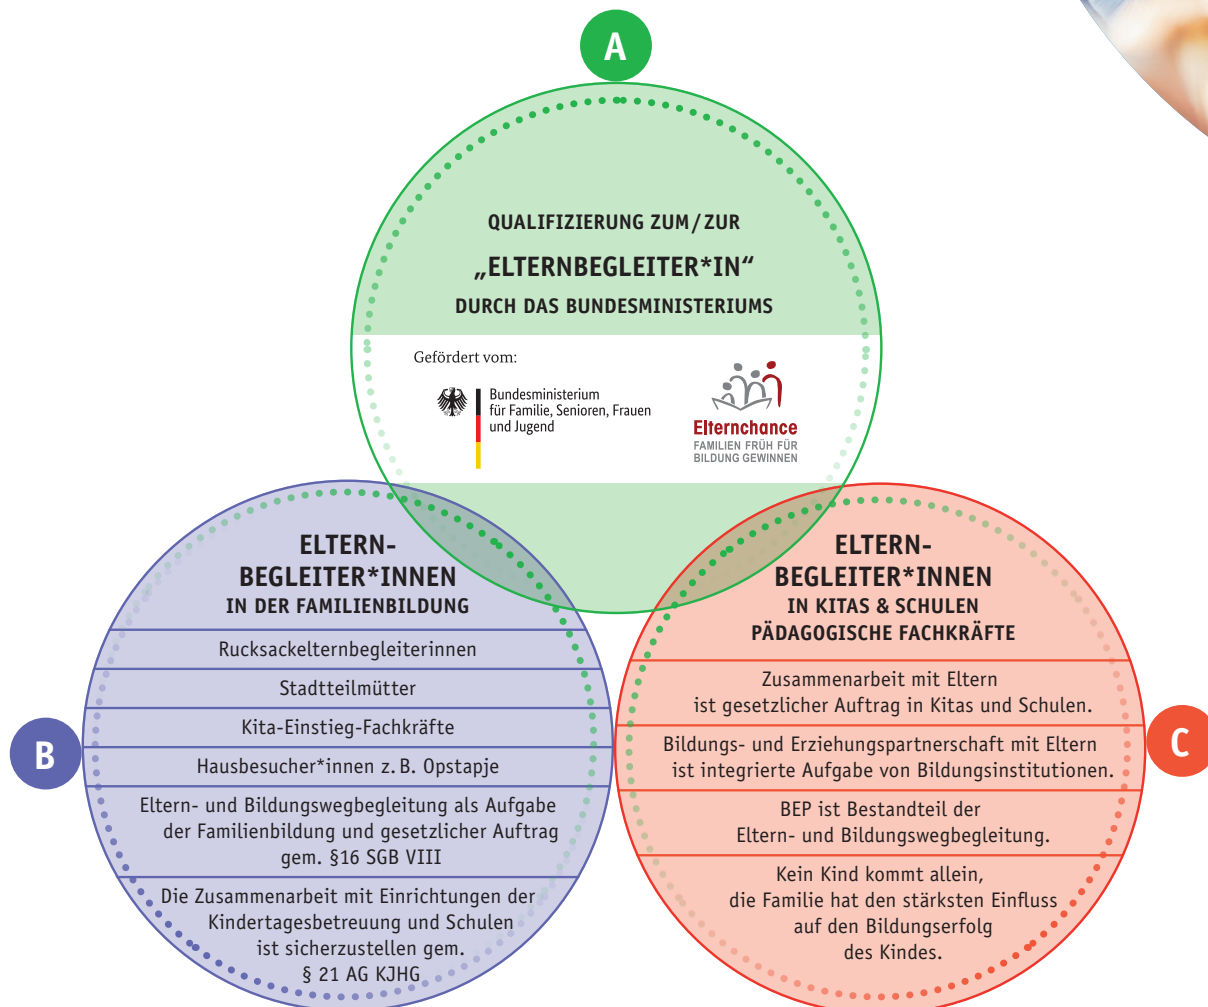 A
QUALIFIZIERUNG ZUM/ZUR
„ELTERNBEGLEITER*IN“
DURCH DAS BUNDESMINISTERIUMS
Gefördert vom:
Bundesministerium
für Familie, Senioren, Frauen
und Jugend
Elternchance
FAMILIEN FRÜH FÜR
BILDUNG GEWINNEN
B
ELTERN-
BEGLEITER*INNEN
IN DER FAMILIENBILDUNG
Rucksackelternbegleiterinnen
Stadtteilmütter
Kita-Einstieg-Fachkräfte
Hausbesucher*innen z. B. Opstapje
Eltern- und Bildungswegbegleitung als Aufgabe
der Familienbildung und gesetzlicher Auftrag
gem. §16 SGB VIII
Die Zusammenarbeit mit Einrichtungen der
Kindertagesbetreuung und Schulen
ist sicherzustellen gem.
§ 21 AG KJHG
C
ELTERN-
BEGLEITER*INNEN
IN KITAS & SCHULEN
PÄDAGOGISCHE FACHKRÄFTE
Zusammenarbeit mit Eltern
ist gesetzlicher Auftrag in Kitas und Schulen.
Bildungs- und Erziehungspartnerschaft mit Eltern
ist integrierte Aufgabe von Bildungsinstitutionen.
BEP ist Bestandteil der
Eltern- und Bildungswegbegleitung.
Kein Kind kommt allein,
die Familie hat den stärksten Einfluss
auf den Bildungserfolg
des Kindes.